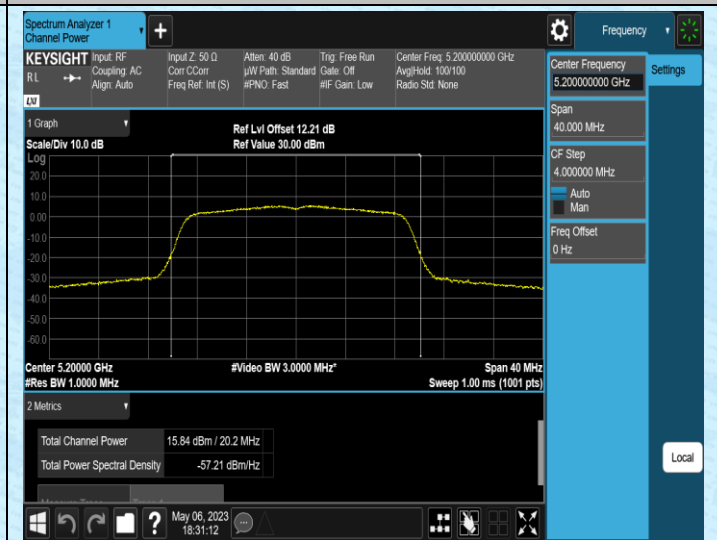 Spectrum Analyzer 1
Channel Power
+
Frequency
KEYSIGHT
R L
LXI
Input: RF
Coupling: AC
Align: Auto
Input Z: 50 Ω
Corr CCorr
Freq Ref: Int (S)
Atten: 40 dB
µW Path: Standard
#PNO: Fast
Trig: Free Run
Gate: Off
#IF Gain: Low
Center Freq: 5.200000000 GHz
Avg|Hold: 100/100
Radio Std: None
Center Frequency
5.200000000 GHz
Settings
Span
40.000 MHz
CF Step
4.000000 MHz
Auto
Man
Freq Offset
0 Hz
1 Graph
Scale/Div 10.0 dB
Ref Lvl Offset 12.21 dB
Ref Value 30.00 dBm
Log
20.0
10.0
0.00
-10.0
-20.0
-30.0
-40.0
-50.0
-60.0
Center 5.20000 GHz
#Video BW 3.0000 MHz*
Span 40 MHz
#Res BW 1.0000 MHz
Sweep 1.00 ms (1001 pts)
2 Metrics
Total Channel Power 15.84 dBm / 20.2 MHz
Total Power Spectral Density -57.21 dBm/Hz
Local
?
May 06, 2023
18:31:12